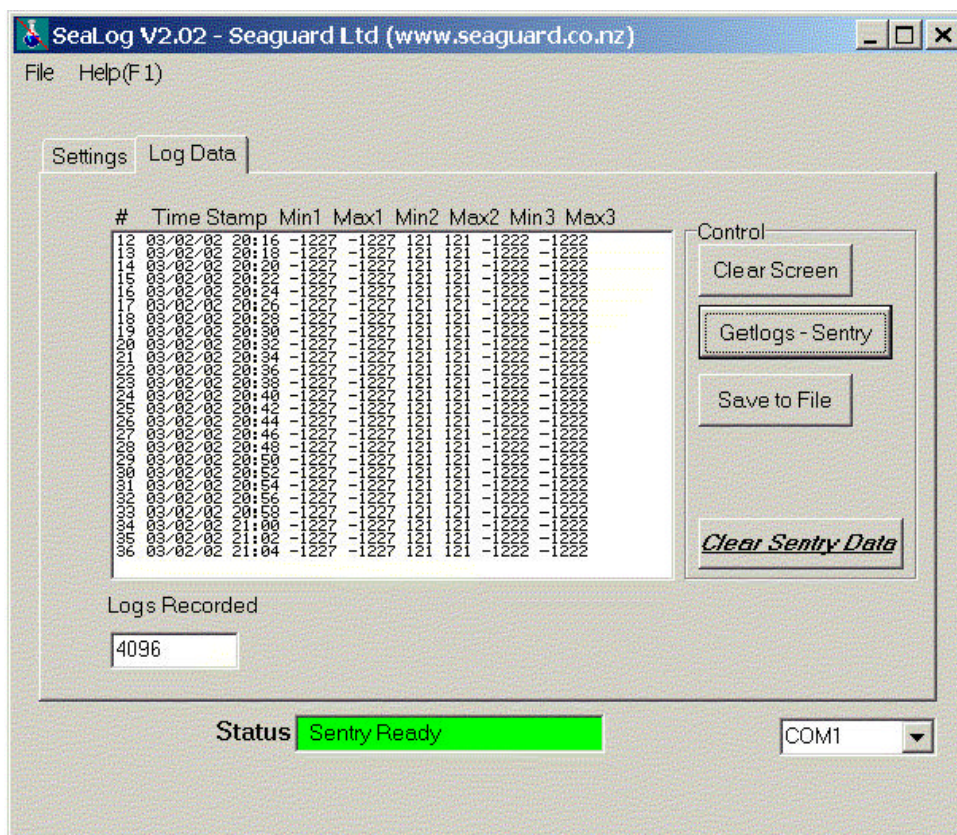 SeaLog V2.02 - Seaguard Ltd (www.seaguard.co.nz)
File Help(F1)
Settings Log Data
# Time Stamp Min1 Max1 Min2 Max2 Min3 Max3
12 03/02/02 20:16 -1227 -1227 121 121 -1222 -1222
13 03/02/02 20:18 -1227 -1227 121 121 -1222 -1222
14 03/02/02 20:20 -1227 -1227 121 121 -1222 -1222
15 03/02/02 20:22 -1227 -1227 121 121 -1222 -1222
16 03/02/02 20:24 -1227 -1227 121 121 -1222 -1222
17 03/02/02 20:26 -1227 -1227 121 121 -1222 -1222
18 03/02/02 20:28 -1227 -1227 121 121 -1222 -1222
19 03/02/02 20:30 -1227 -1227 121 121 -1222 -1222
20 03/02/02 20:32 -1227 -1227 121 121 -1222 -1222
21 03/02/02 20:34 -1227 -1227 121 121 -1222 -1222
22 03/02/02 20:36 -1227 -1227 121 121 -1222 -1222
23 03/02/02 20:38 -1227 -1227 121 121 -1222 -1222
24 03/02/02 20:40 -1227 -1227 121 121 -1222 -1222
25 03/02/02 20:42 -1227 -1227 121 121 -1222 -1222
26 03/02/02 20:44 -1227 -1227 121 121 -1222 -1222
27 03/02/02 20:46 -1227 -1227 121 121 -1222 -1222
28 03/02/02 20:48 -1227 -1227 121 121 -1222 -1222
29 03/02/02 20:50 -1227 -1227 121 121 -1222 -1222
30 03/02/02 20:52 -1227 -1227 121 121 -1222 -1222
31 03/02/02 20:54 -1227 -1227 121 121 -1222 -1222
32 03/02/02 20:56 -1227 -1227 121 121 -1222 -1222
33 03/02/02 20:58 -1227 -1227 121 121 -1222 -1222
34 03/02/02 21:00 -1227 -1227 121 121 -1222 -1222
35 03/02/02 21:02 -1227 -1227 121 121 -1222 -1222
36 03/02/02 21:04 -1227 -1227 121 121 -1222 -1222
Control
Clear Screen
Getlogs - Sentry
Save to File
Clear Sentry Data
Logs Recorded
4096
Status Sentry Ready
COM1